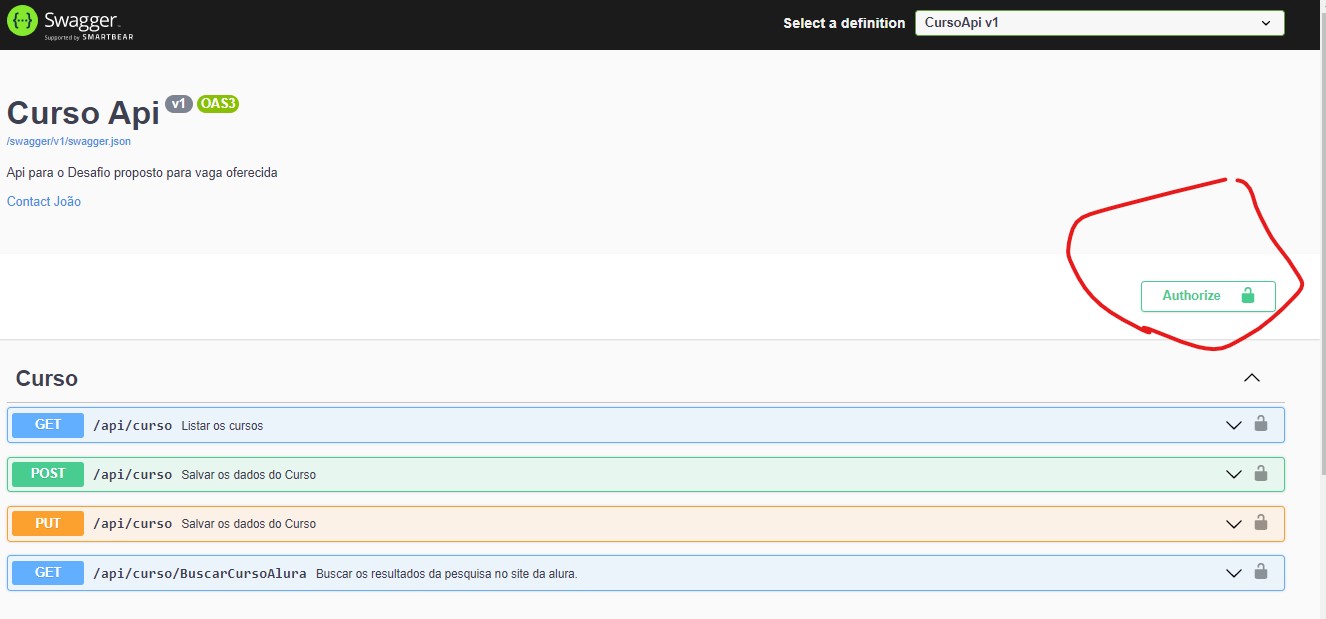 Swagger
Supported by SMARTBEAR
Select a definition
CursoApi v1
Curso Api v1 OAS3
/swagger/v1/swagger.json
Api para o Desafio proposto para vaga oferecida
Contact João
Authorize
Curso
GET /api/curso Listar os cursos
POST /api/curso Salvar os dados do Curso
PUT /api/curso Salvar os dados do Curso
GET /api/curso/BuscarCursoAlura Buscar os resultados da pesquisa no site da alura.